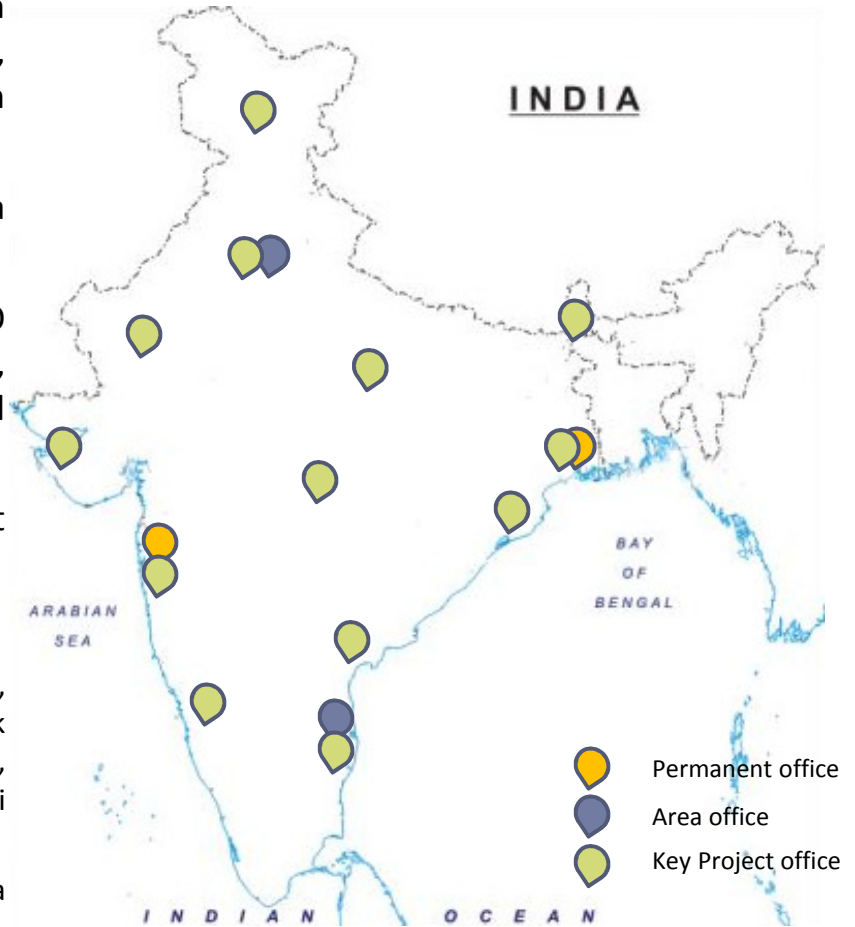 INDIA
BAY
OF
BENGAL
ARABIAN
SEA
Permanent office
Area office
Key Project office
INDIAN OCEAN